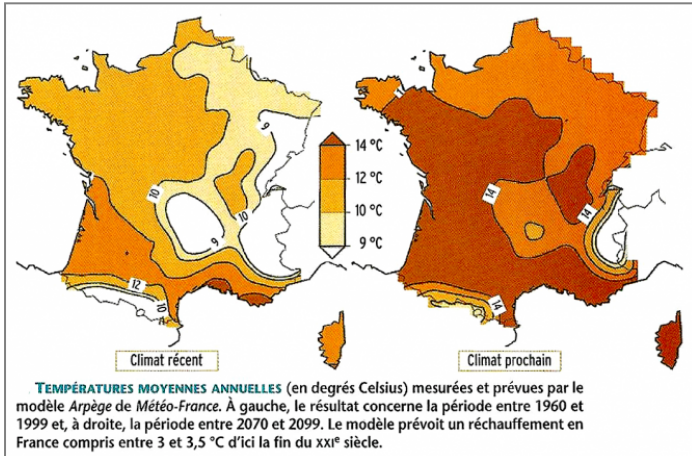 9
10
10
9
12
10
14 °C
12 °C
10 °C
9 °C
11
14
14
14
Climat récent
Climat prochain
TEMPÉRATURES MOYENNES ANNUELLES (en degrés Celsius) mesurées et prévues par le
modèle Arpège de Météo-France. À gauche, le résultat concerne la période entre 1960 et
1999 et, à droite, la période entre 2070 et 2099. Le modèle prévoit un réchauffement en
France compris entre 3 et 3,5 °C d'ici la fin du XXIe siècle.